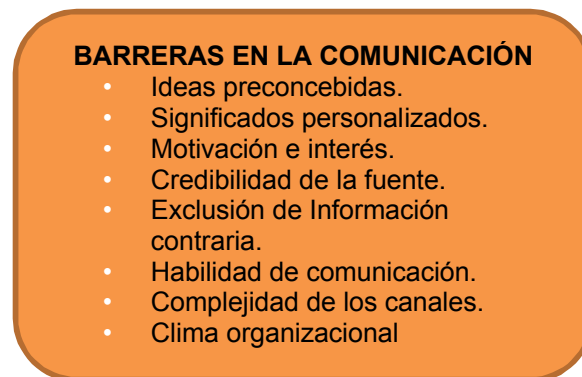 BARRERAS EN LA COMUNICACIÓN
• Ideas preconcebidas.
• Significados personalizados.
• Motivación e interés.
• Credibilidad de la fuente.
• Exclusión de Información
contraria.
• Habilidad de comunicación.
• Complejidad de los canales.
• Clima organizacional